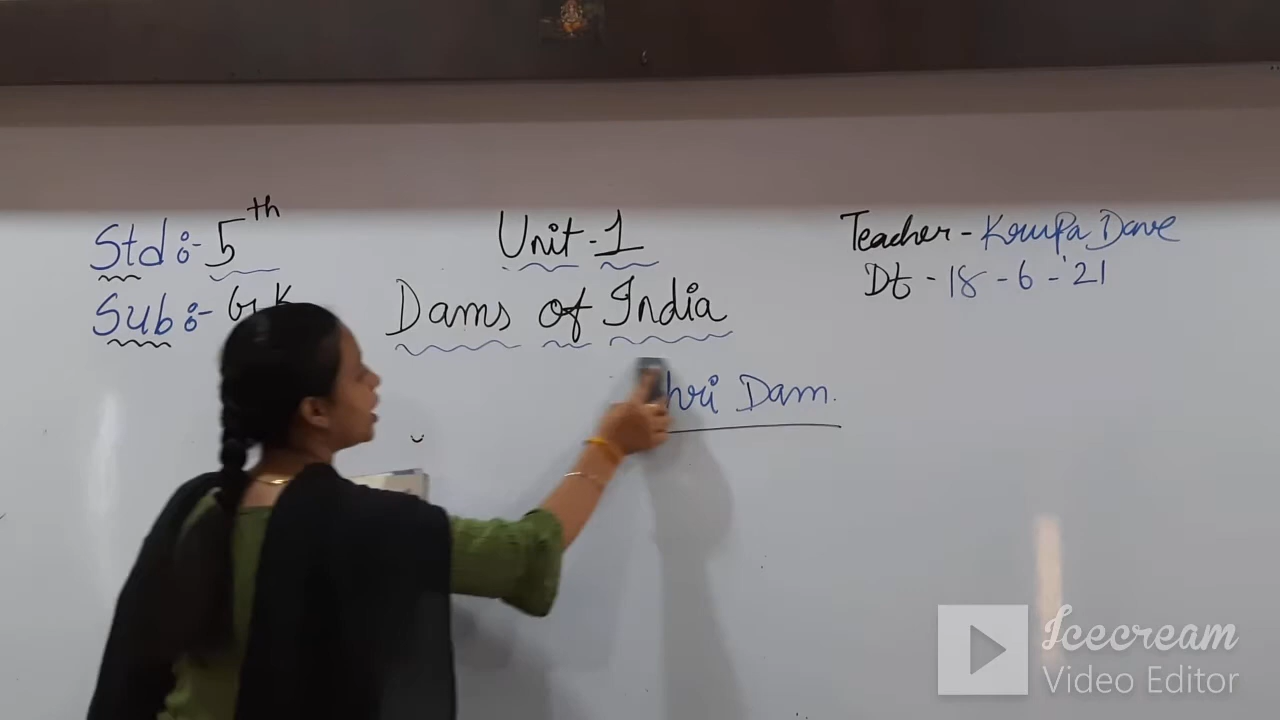 Std:- 5th
Sub:- G.K
Unit-1
Dams of India
hri Dam.
Teacher - Krupa Dave
Dt - 18 - 6 - '21
Icecream
Video Editor